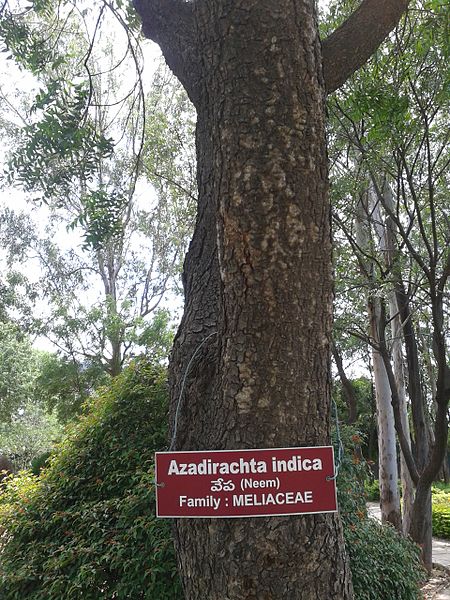 Azadirachta indica
వేప (Neem)
Family : MELIACEAE